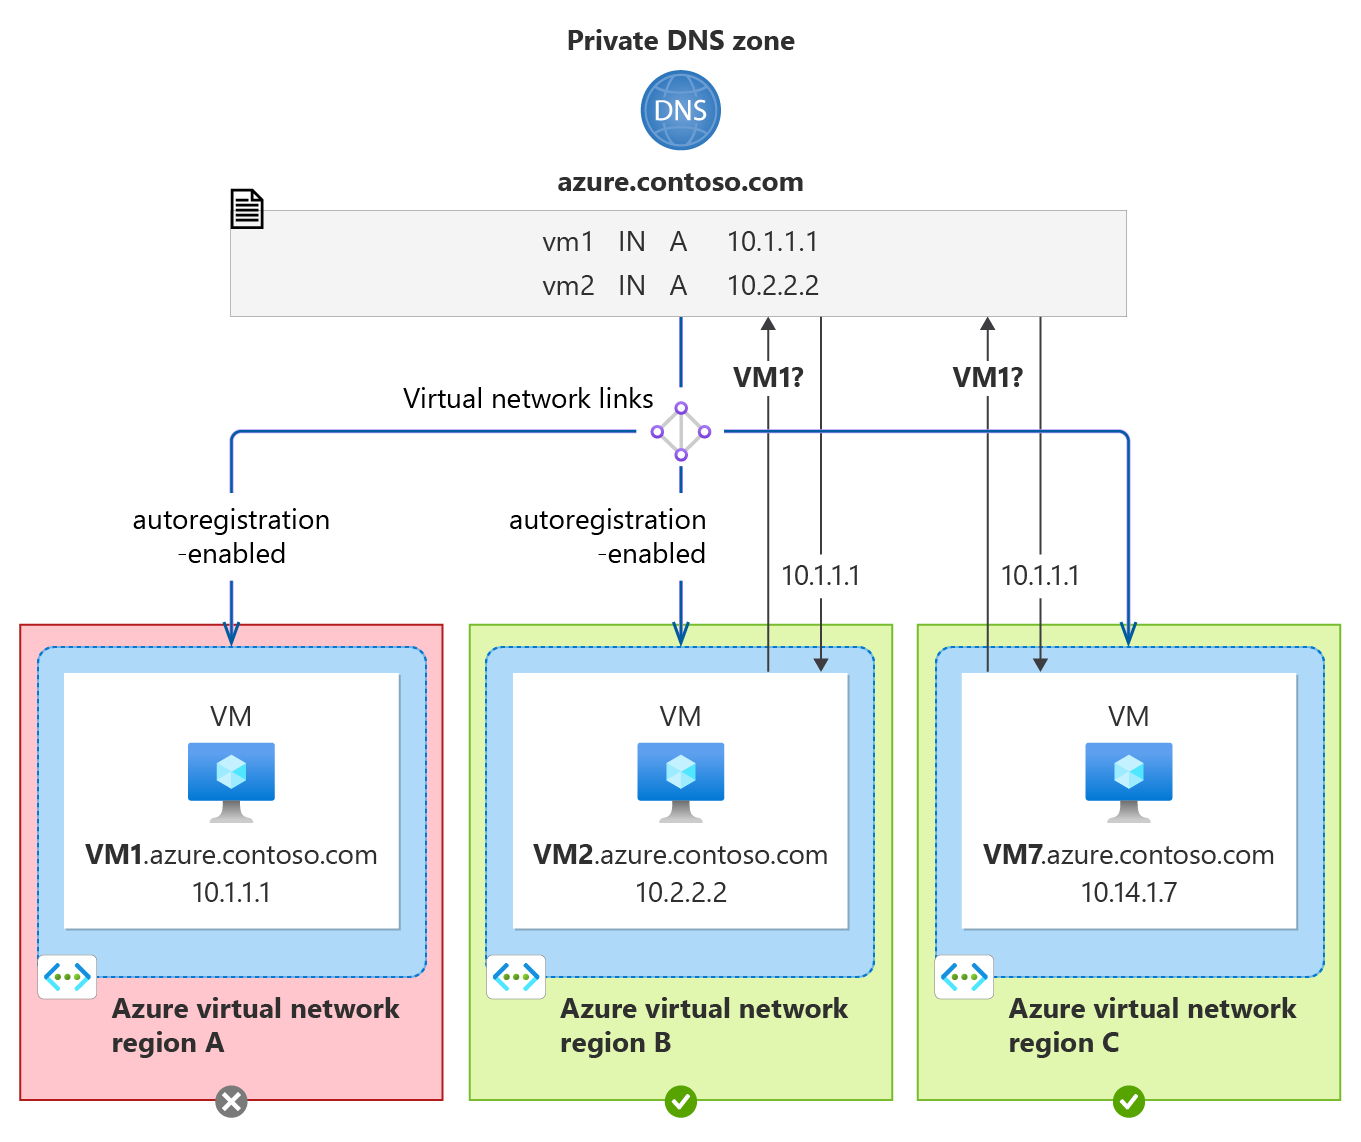 Private DNS zone
DNS
azure.contoso.com
vm1 IN A 10.1.1.1
vm2 IN A 10.2.2.2
VM1?
VM1?
Virtual network links
autoregistration
-enabled
autoregistration
-enabled
10.1.1.1
10.1.1.1
VM
VM1.azure.contoso.com
10.1.1.1
Azure virtual network
region A
VM
VM2.azure.contoso.com
10.2.2.2
Azure virtual network
region B
VM
VM7.azure.contoso.com
10.14.1.7
Azure virtual network
region C